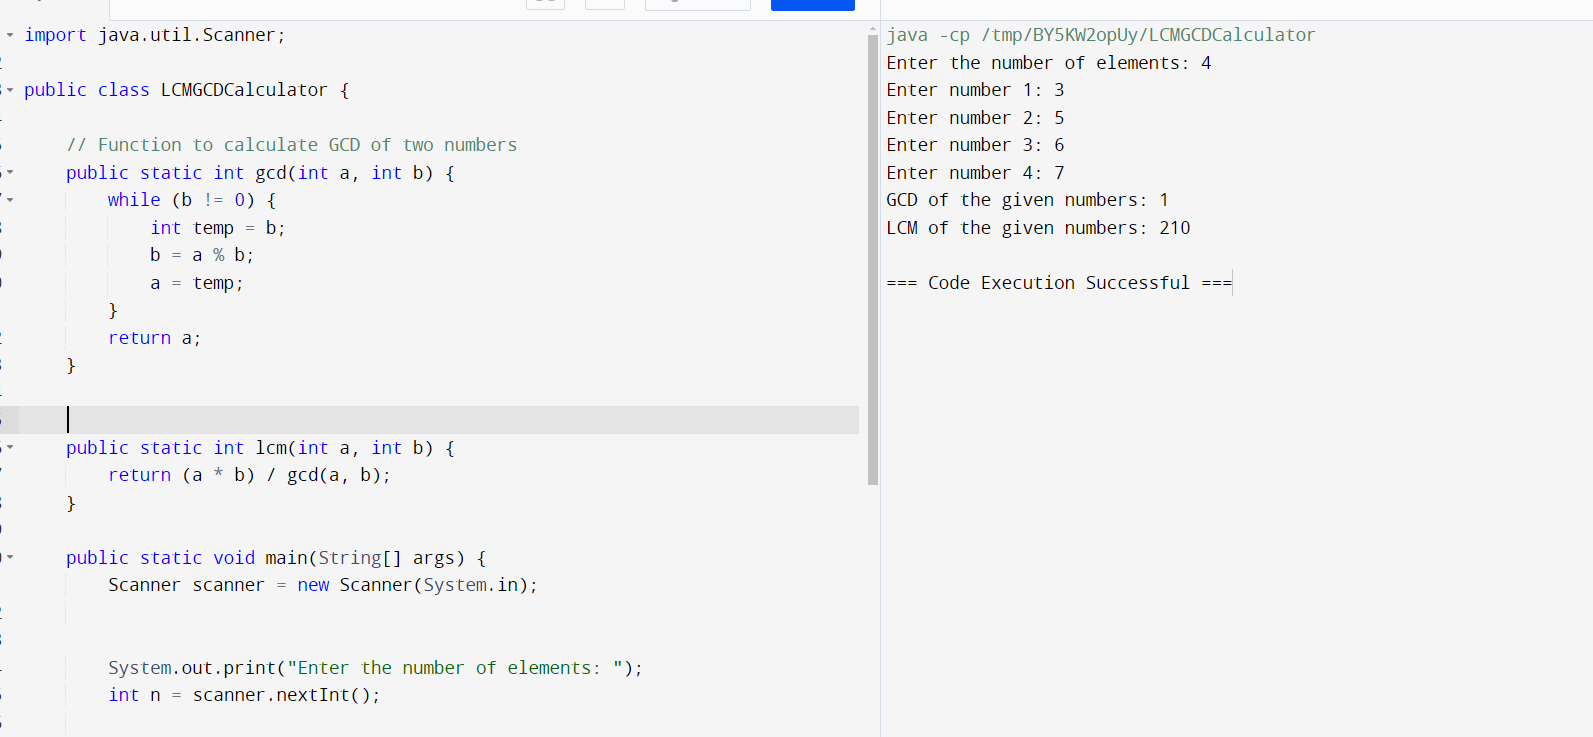 import java.util.Scanner;
public class LCMGCDCalculator {
// Function to calculate GCD of two numbers
public static int gcd(int a, int b) {
while (b != 0) {
int temp = b;
b = a % b;
a = temp;
}
return a;
}
public static int lcm(int a, int b) {
return (a * b) / gcd(a, b);
}
public static void main(String[] args) {
Scanner scanner = new Scanner(System.in);
System.out.print("Enter the number of elements: ");
int n = scanner.nextInt();
java -cp /tmp/BY5KW2opUy/LCMGCDCalculator
Enter the number of elements: 4
Enter number 1: 3
Enter number 2: 5
Enter number 3: 6
Enter number 4: 7
GCD of the given numbers: 1
LCM of the given numbers: 210
=== Code Execution Successful ===